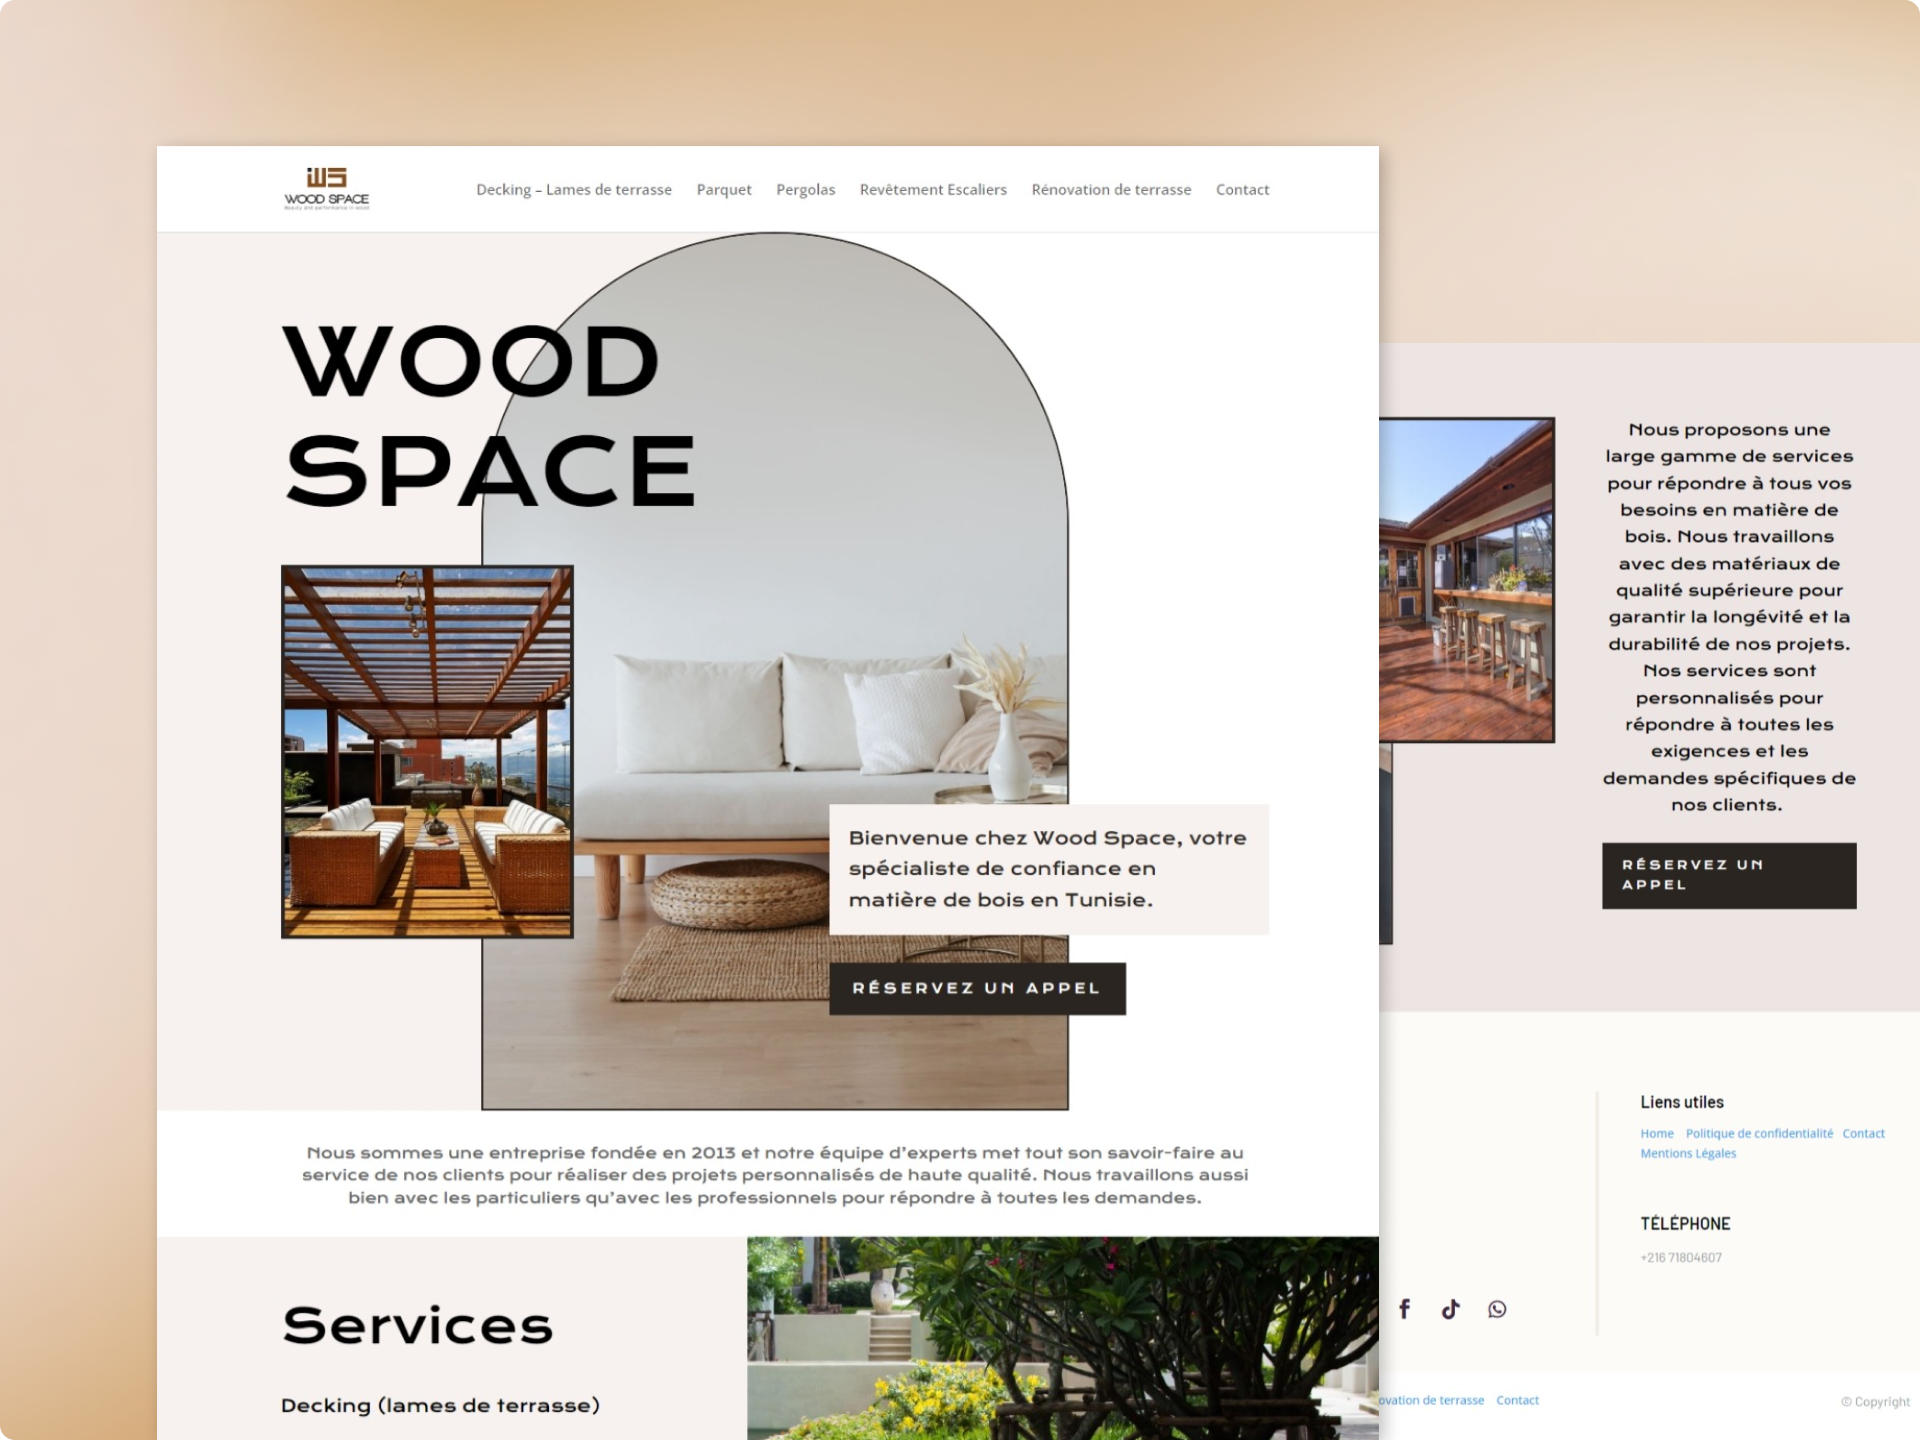 WS
WOOD SPACE
Beauty and performance in wood
Decking – Lames de terrasse
Parquet
Pergolas
Revêtement Escaliers
Rénovation de terrasse
Contact
WOOD
SPACE
Bienvenue chez Wood Space, votre
spécialiste de confiance en
matière de bois en Tunisie.
RÉSERVEZ UN APPEL
Nous sommes une entreprise fondée en 2013 et notre équipe d’experts met tout son savoir-faire au
service de nos clients pour réaliser des projets personnalisés de haute qualité. Nous travaillons aussi
bien avec les particuliers qu’avec les professionnels pour répondre à toutes les demandes.
Services
Decking (lames de terrasse)
Nous proposons une
large gamme de services
pour répondre à tous vos
besoins en matière de
bois. Nous travaillons
avec des matériaux de
qualité supérieure pour
garantir la longévité et la
durabilité de nos projets.
Nos services sont
personnalisés pour
répondre à toutes les
exigences et les
demandes spécifiques de
nos clients.
RÉSERVEZ UN
APPEL
Liens utiles
Home Politique de confidentialité Contact
Mentions Légales
TÉLÉPHONE
+216 71804607
ovation de terrasse Contact
© Copyright